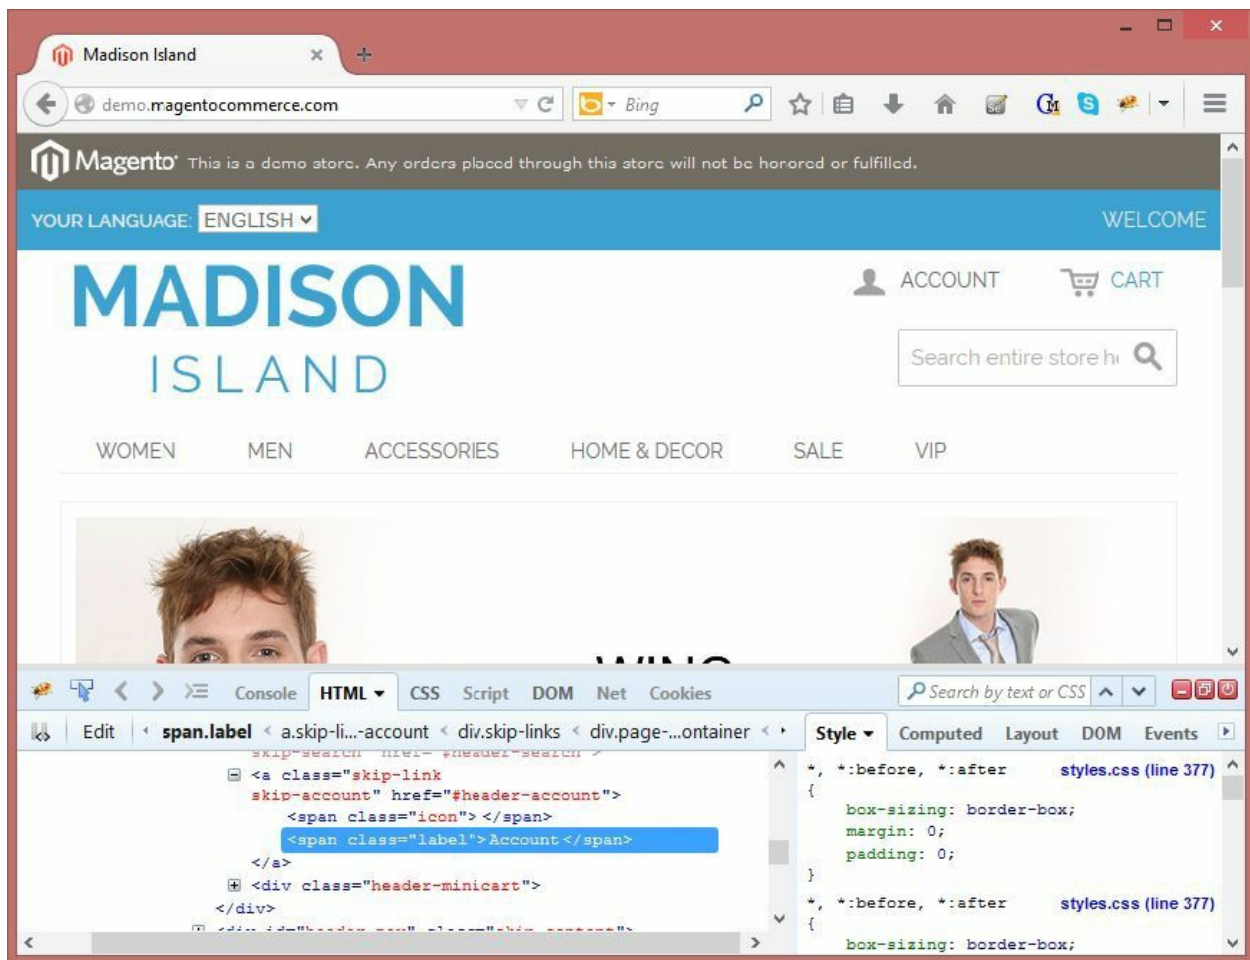 Madison Island
demo.magentocommerce.com
Bing
Magento This is a demo store. Any orders placed through this store will not be honored or fulfilled.
YOUR LANGUAGE: ENGLISH
WELCOME
MADISON
ISLAND
ACCOUNT
CART
Search entire store h
WOMEN MEN ACCESSORIES HOME & DECOR SALE VIP
Console HTML CSS Script DOM Net Cookies
Search by text or CSS
Edit span.label < a.skip-li...-account < div.skip-links < div.page-...ontainer <
Style Computed Layout DOM Events
skip-search" href="#header-search">
<a class="skip-link
skip-account" href="#header-account">
<span class="icon"> </span>
<span class="label">Account</span>
</a>
<div class="header-minicart">
</div>
*, *:before, *:after styles.css (line 377)
{
box-sizing: border-box;
margin: 0;
padding: 0;
}
*, *:before, *:after styles.css (line 377)
{
box-sizing: border-box;